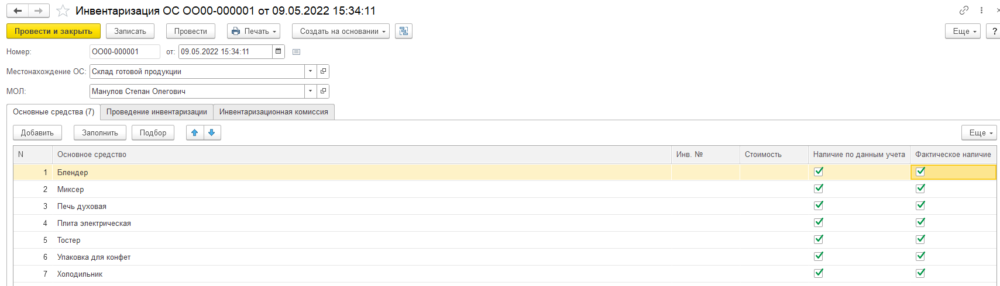 Инвентаризация ОС ОО00-000001 от 09.05.2022 15:34:11
Провести и закрыть Записать Провести Печать Создать на основании Еще ?
Номер: ОО00-000001 от: 09.05.2022 15:34:11
Местонахождение ОС: Склад готовой продукции
МОЛ: Манулов Степан Олегович
Основные средства (7) Проведение инвентаризации Инвентаризационная комиссия
Добавить Заполнить Подбор Еще
N Основное средство Инв. № Стоимость Наличие по данным учета Фактическое наличие
1 Блендер
2 Миксер
3 Печь духовая
4 Плита электрическая
5 Тостер
6 Упаковка для конфет
7 Холодильник